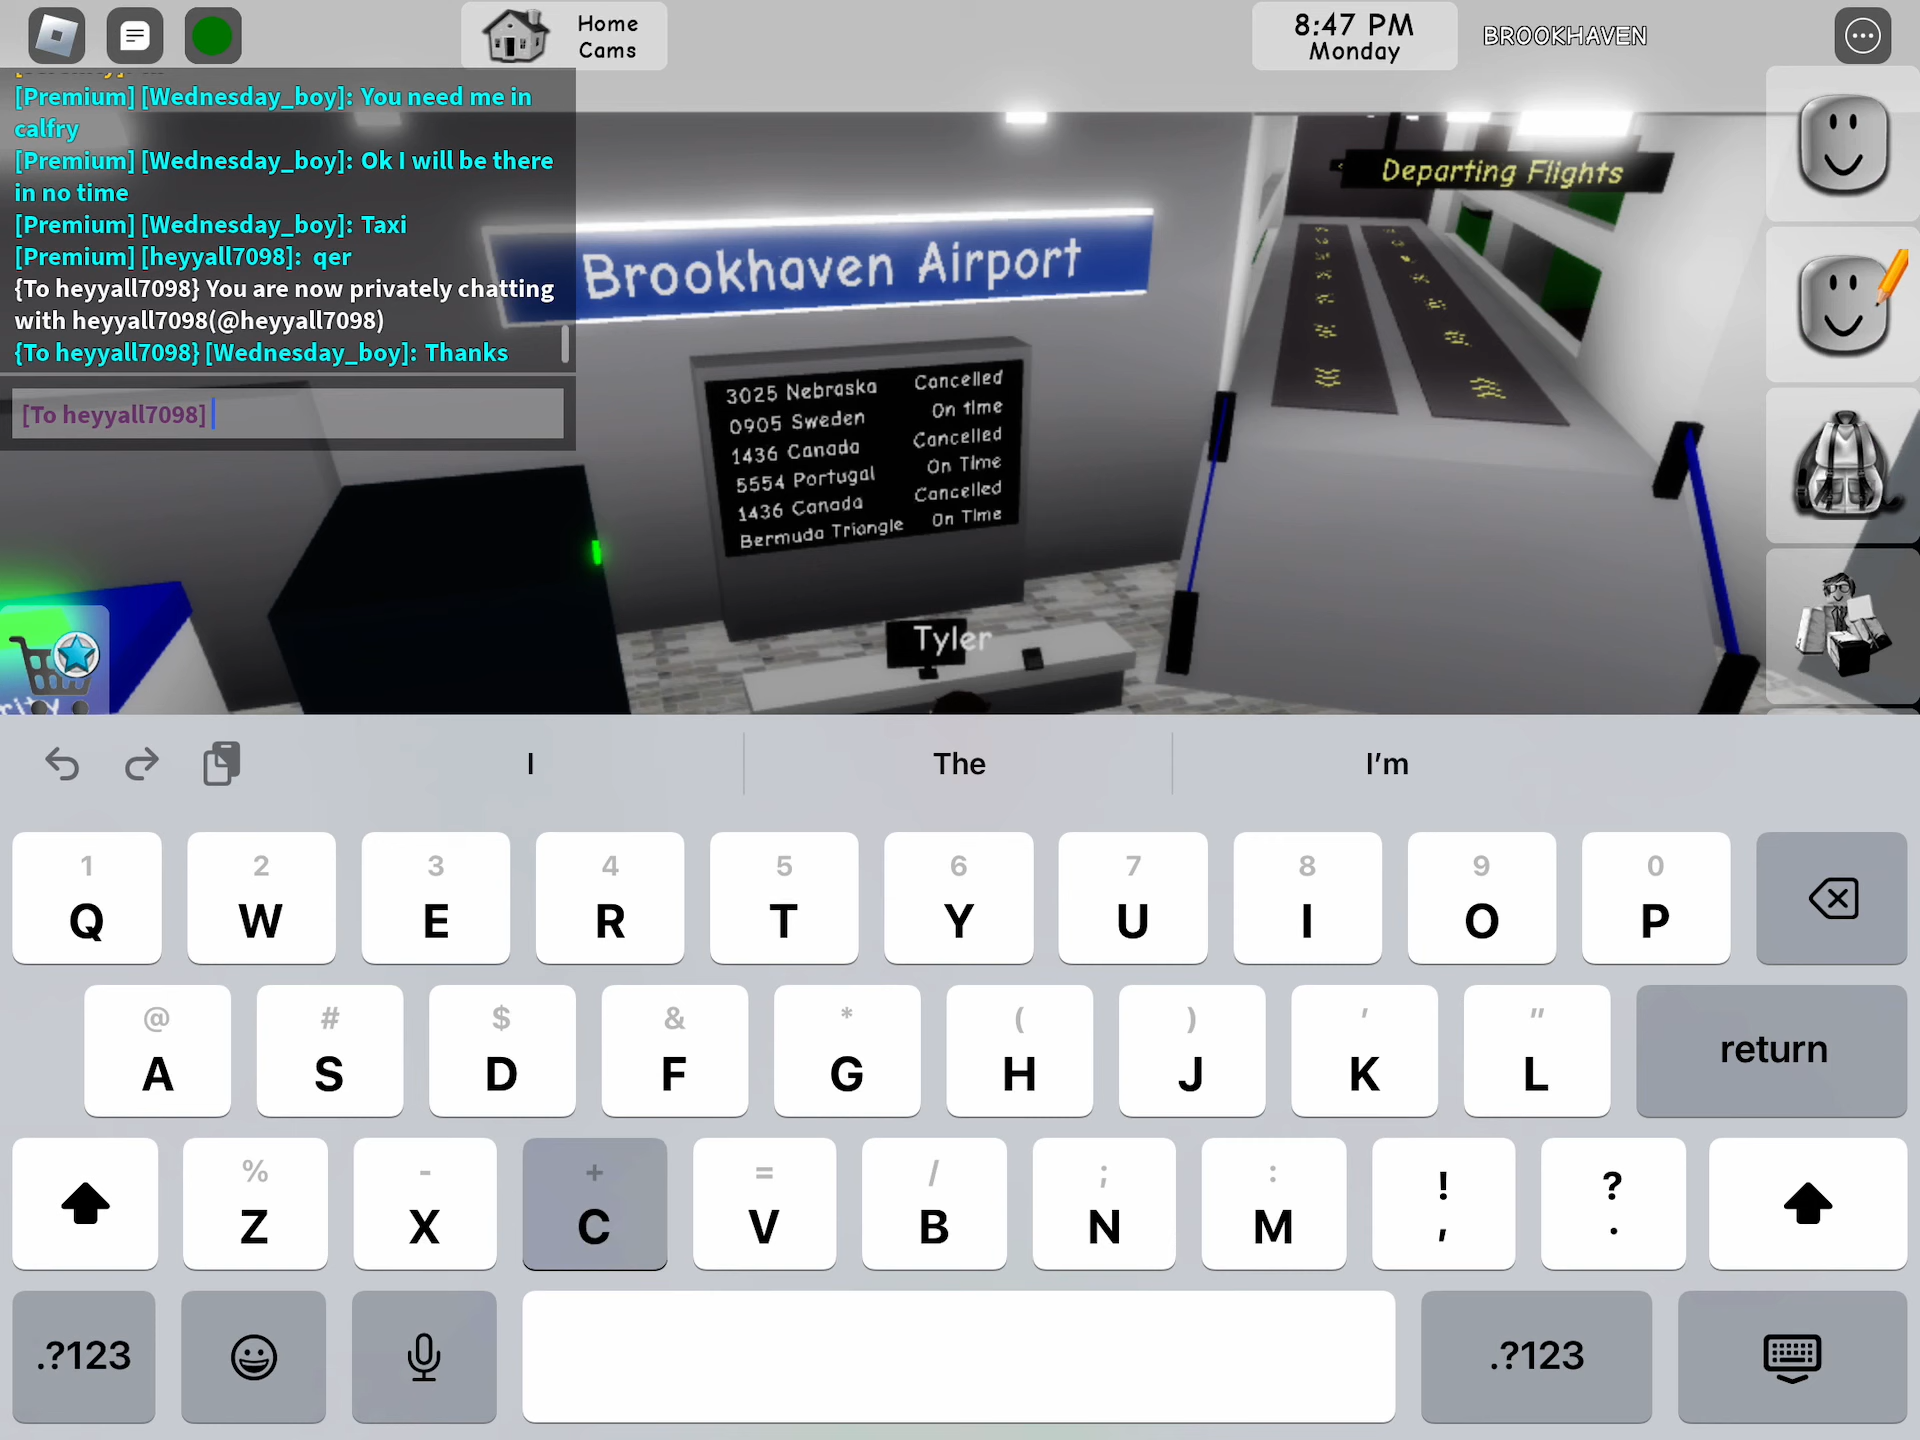 Home
Cams
8:47 PM
Monday
BROOKHAVEN
[Premium] [Wednesday_boy]: You need me in
calfry
[Premium] [Wednesday_boy]: Ok I will be there
in no time
[Premium] [Wednesday_boy]: Taxi
[Premium] [heyyall7098]: qer
{To heyyall7098} You are now privately chatting
with heyyall7098(@heyyall7098)
{To heyyall7098} [Wednesday_boy]: Thanks
[To heyyall7098]
Departing Flights
Brookhaven Airport
3025 Nebraska Cancelled
0905 Sweden On time
1436 Canada Cancelled
5554 Portugal On Time
1436 Canada Cancelled
Bermuda Triangle On Time
Tyler
I The I'm
1 2 3 4 5 6 7 8 9 0
Q W E R T Y U I O P
@ # $ & * ( ) ' "
A S D F G H J K L return
% - + = / ; : ! ?
Z X C V B N M , .
.?123 .?123